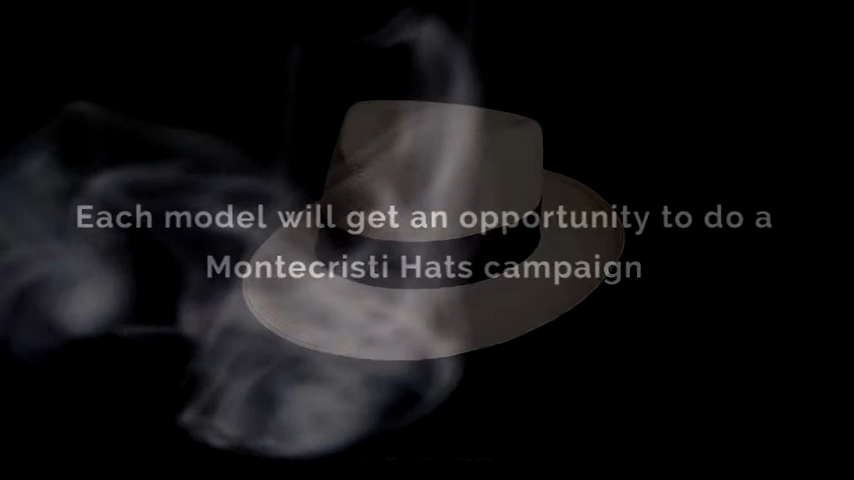 Each model will get an opportunity to do a
Montecristi Hats campaign